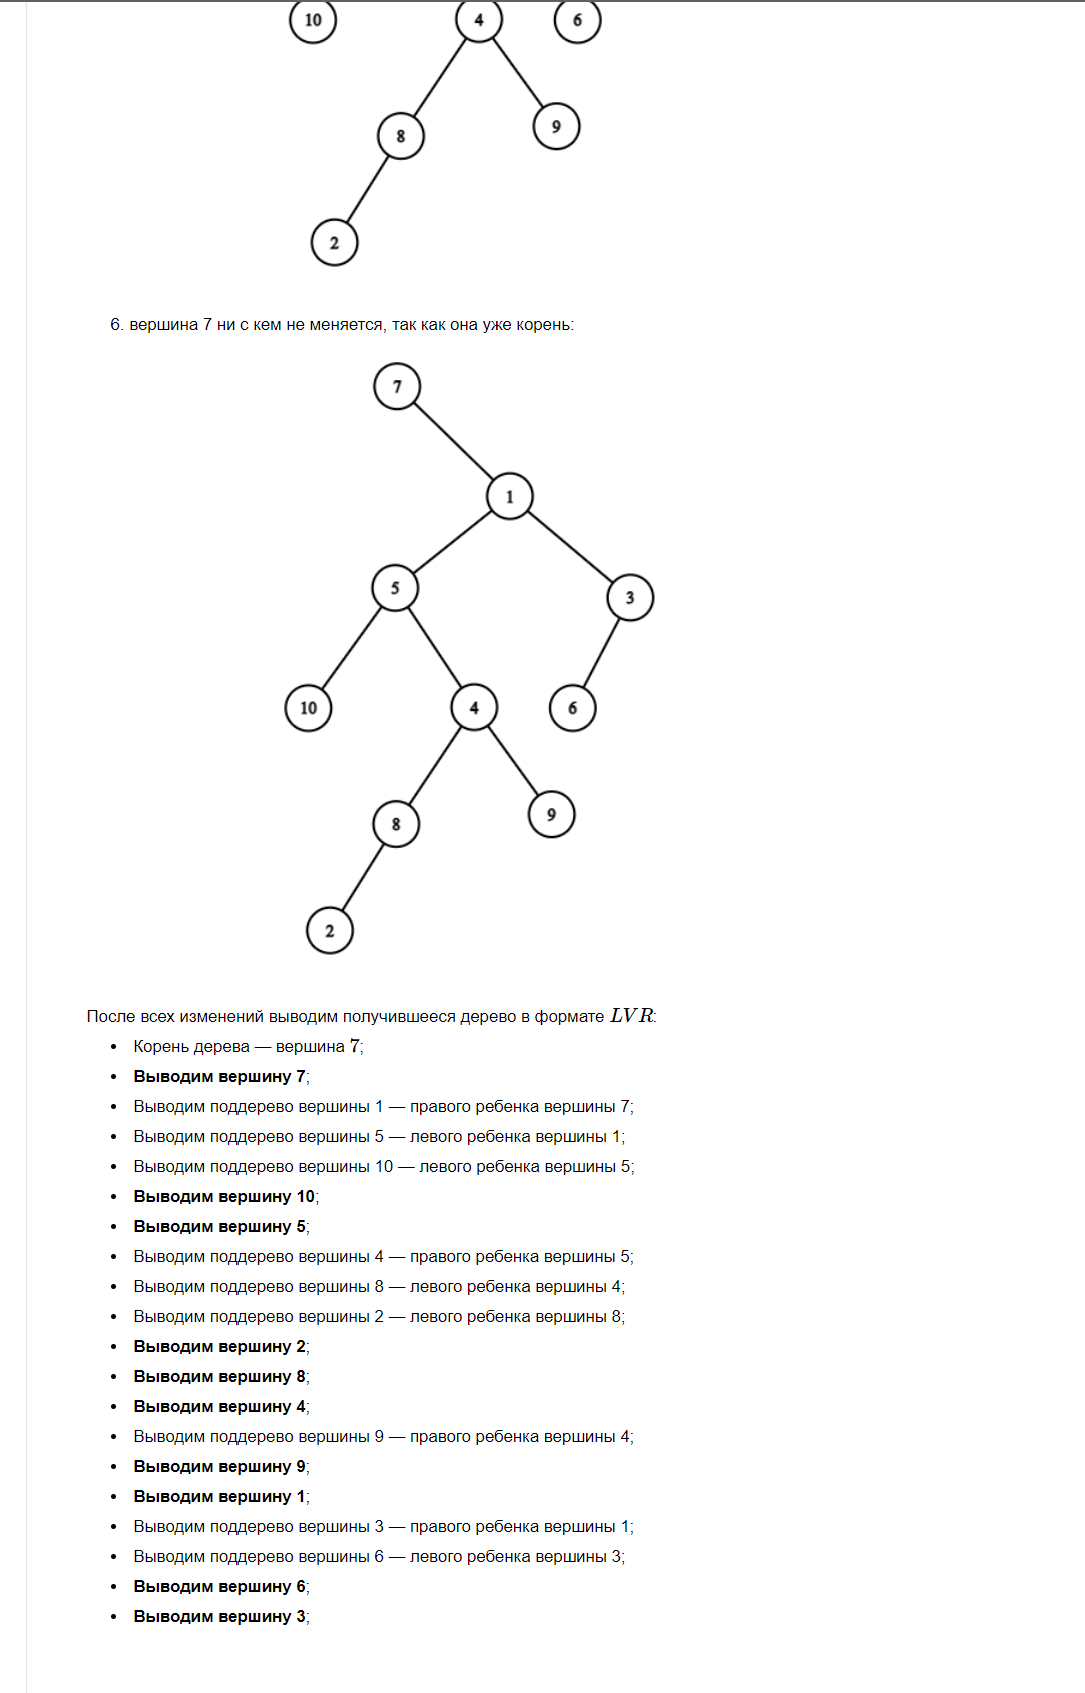 10
4
6
8
9
2
6. вершина 7 ни с кем не меняется, так как она уже корень:
7
1
5
3
10
4
6
8
9
2
После всех изменений выводим получившееся дерево в формате LVR:
• Корень дерева — вершина 7;
• Выводим вершину 7;
• Выводим поддерево вершины 1 — правого ребенка вершины 7;
• Выводим поддерево вершины 5 — левого ребенка вершины 1;
• Выводим поддерево вершины 10 — левого ребенка вершины 5;
• Выводим вершину 10;
• Выводим вершину 5;
• Выводим поддерево вершины 4 — правого ребенка вершины 5;
• Выводим поддерево вершины 8 — левого ребенка вершины 4;
• Выводим поддерево вершины 2 — левого ребенка вершины 8;
• Выводим вершину 2;
• Выводим вершину 8;
• Выводим вершину 4;
• Выводим поддерево вершины 9 — правого ребенка вершины 4;
• Выводим вершину 9;
• Выводим вершину 1;
• Выводим поддерево вершины 3 — правого ребенка вершины 1;
• Выводим поддерево вершины 6 — левого ребенка вершины 3;
• Выводим вершину 6;
• Выводим вершину 3;